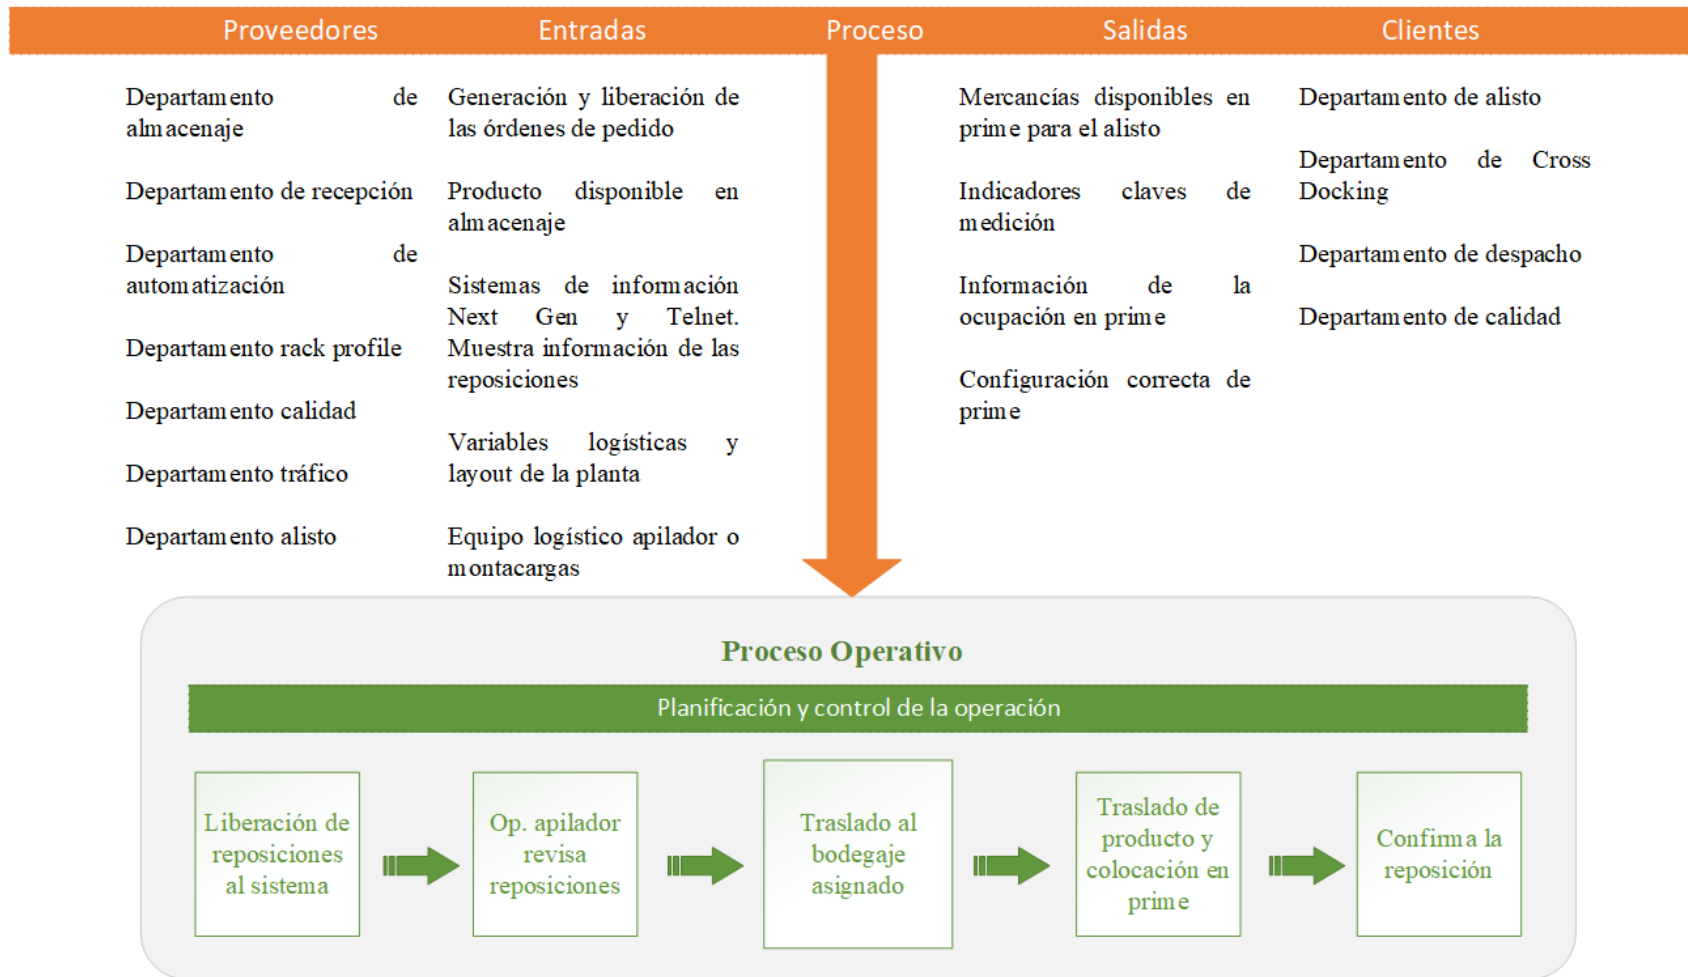 Proveedores
Entradas
Proceso
Salidas
Clientes
Departamento de
almacenaje
Departamento de recepción
Departamento de
automatización
Departamento rack profile
Departamento calidad
Departamento tráfico
Departamento alisto
Generación y liberación de
las órdenes de pedido
Producto disponible en
almacenaje
Sistemas de información
Next Gen y Telnet.
Muestra información de las
reposiciones
Variables logísticas y
layout de la planta
Equipo logístico apilador o
montacargas
Mercancías disponibles en
prime para el alisto
Indicadores claves de
medición
Información de la
ocupación en prime
Configuración correcta de
prime
Departamento de alisto
Departamento de Cross
Docking
Departamento de despacho
Departamento de calidad
Proceso Operativo
Planificación y control de la operación
Liberación de
reposiciones
al sistema
Op. apilador
revisa
reposiciones
Traslado al
bodegaje
asignado
Traslado de
producto y
colocación en
prime
Confirma la
reposición